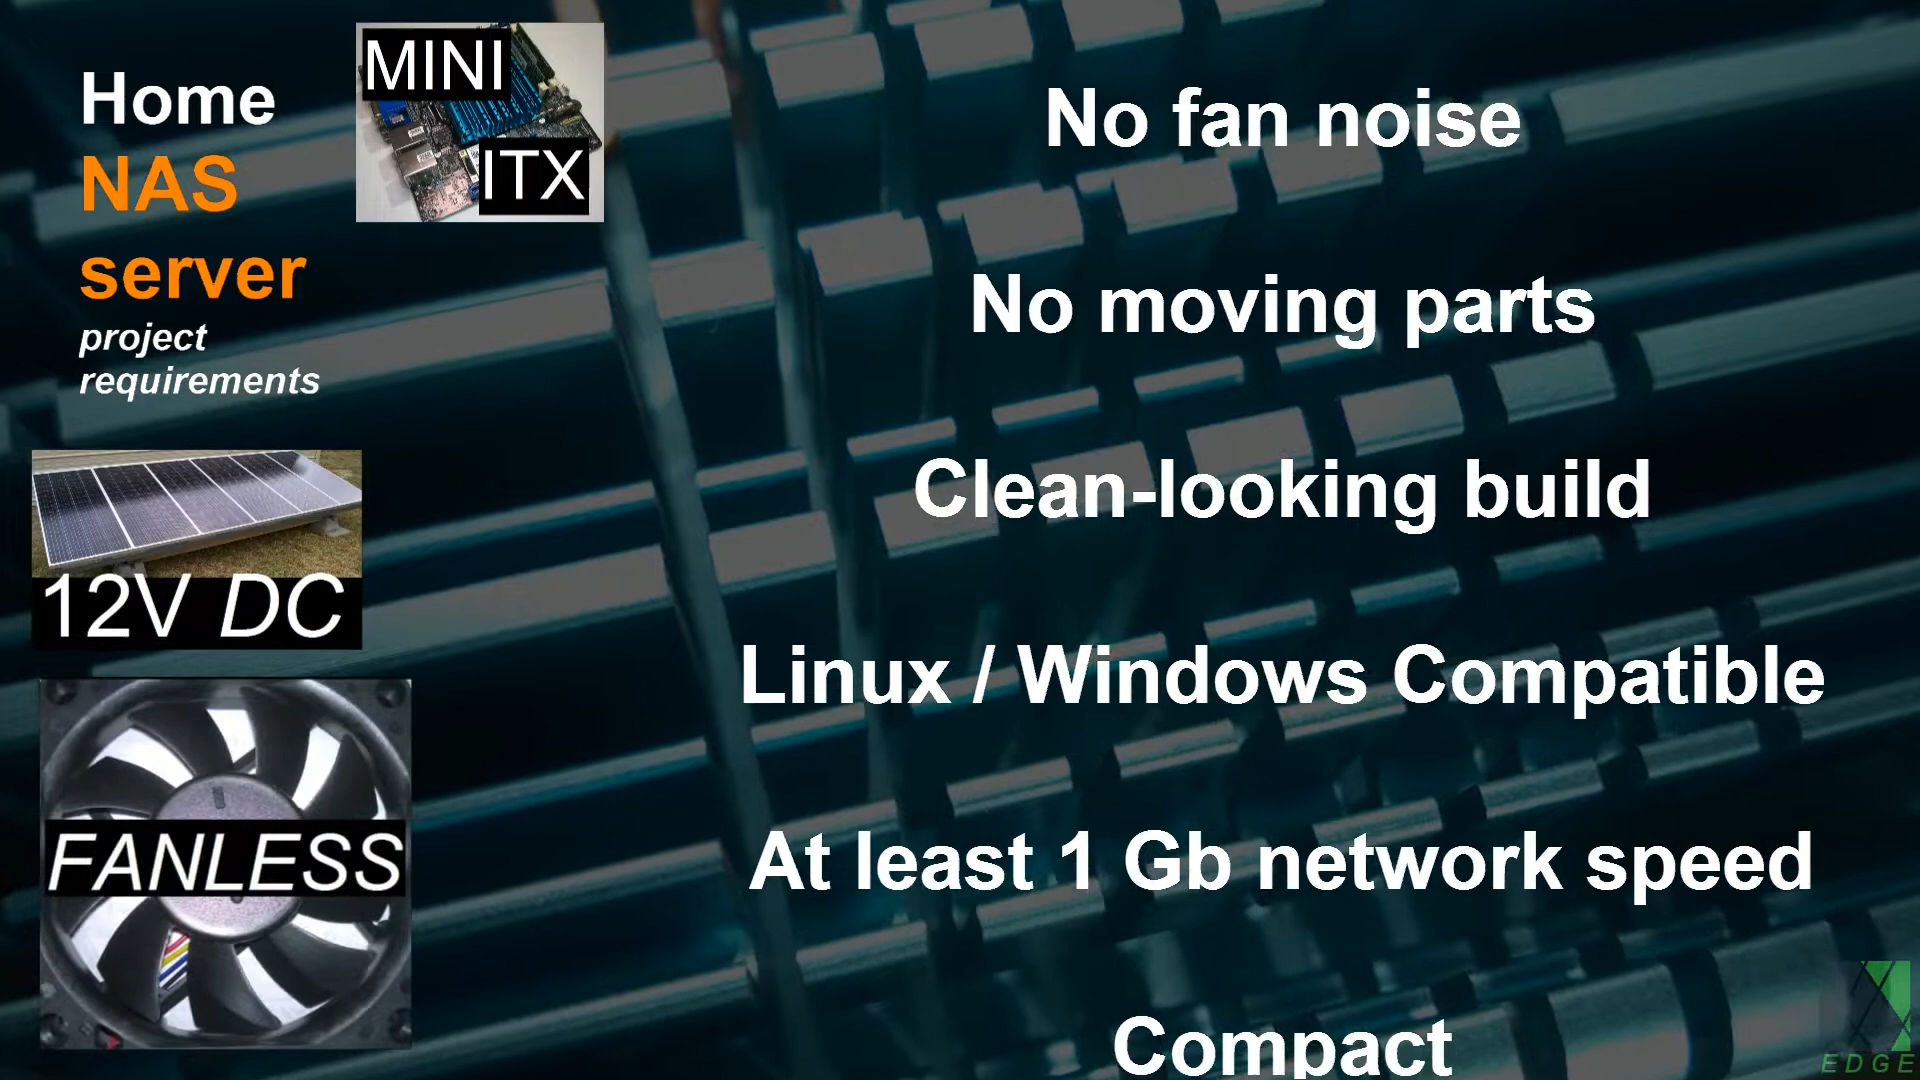 Home
NAS
server
project
requirements
MINI
ITX
12V DC
FANLESS
No fan noise
No moving parts
Clean-looking build
Linux / Windows Compatible
At least 1 Gb network speed
Compact
EDGE